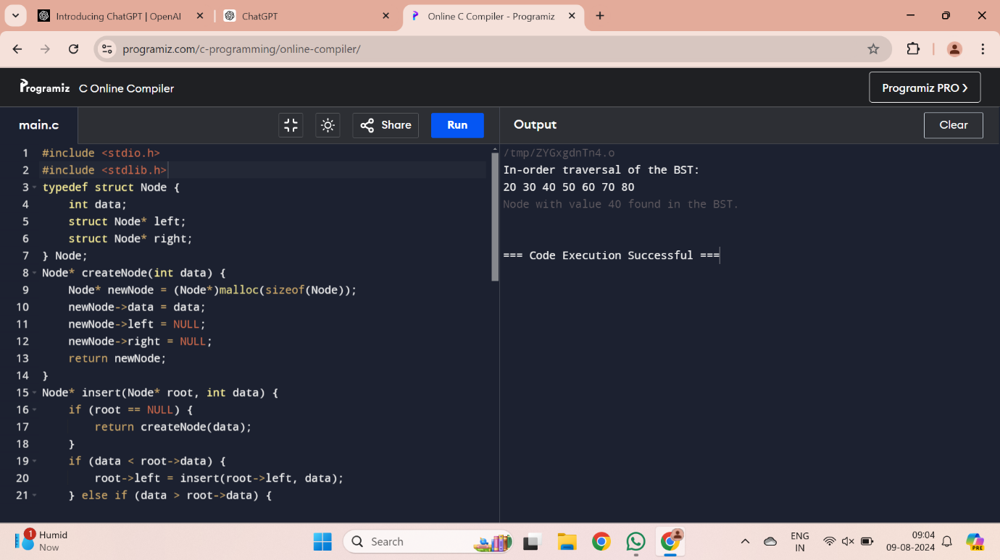 Introducing ChatGPT | OpenAI
ChatGPT
Online C Compiler - Programiz
programiz.com/c-programming/online-compiler/
Programiz C Online Compiler
Programiz PRO
main.c
Share
Run
Output
Clear
1 #include <stdio.h>
2 #include <stdlib.h>
3 typedef struct Node {
4     int data;
5     struct Node* left;
6     struct Node* right;
7 } Node;
8 Node* createNode(int data) {
9     Node* newNode = (Node*)malloc(sizeof(Node));
10     newNode->data = data;
11     newNode->left = NULL;
12     newNode->right = NULL;
13     return newNode;
14 }
15 Node* insert(Node* root, int data) {
16     if (root == NULL) {
17         return createNode(data);
18     }
19     if (data < root->data) {
20         root->left = insert(root->left, data);
21     } else if (data > root->data) {
/tmp/ZYGxgdnTn4.o
In-order traversal of the BST:
20 30 40 50 60 70 80
Node with value 40 found in the BST.
=== Code Execution Successful ===
1
Humid
Now
Search
ENG
IN
09:04
09-08-2024
PRE